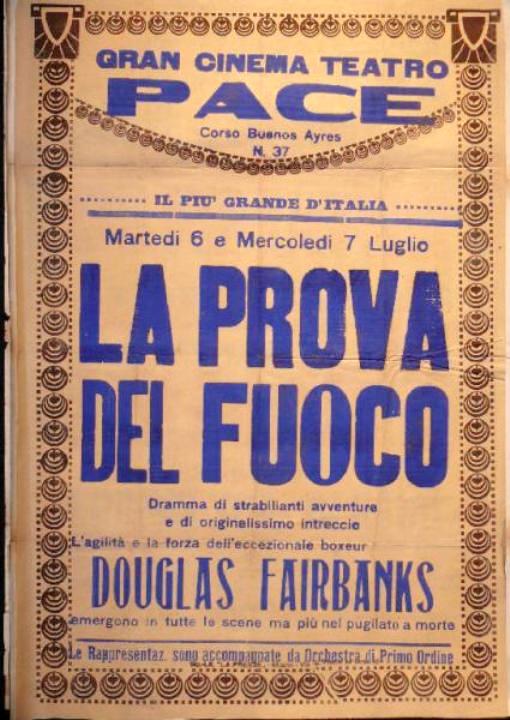 GRAN CINEMA TEATRO
PACE
Corso Buenos Ayres
N. 37
IL PIU' GRANDE D'ITALIA
Martedi 6 e Mercoledi 7 Luglio
LA PROVA
DEL FUOCO
Dramma di strabilianti avventure
e di originalissimo intreccio
L'agilità e la forza dell'eccezionale boxeur
DOUGLAS FAIRBANKS
emergono in tutte le scene ma più nel pugilato a morte
Le Rappresentaz. sono accompagnate da Orchestra di Primo Ordine